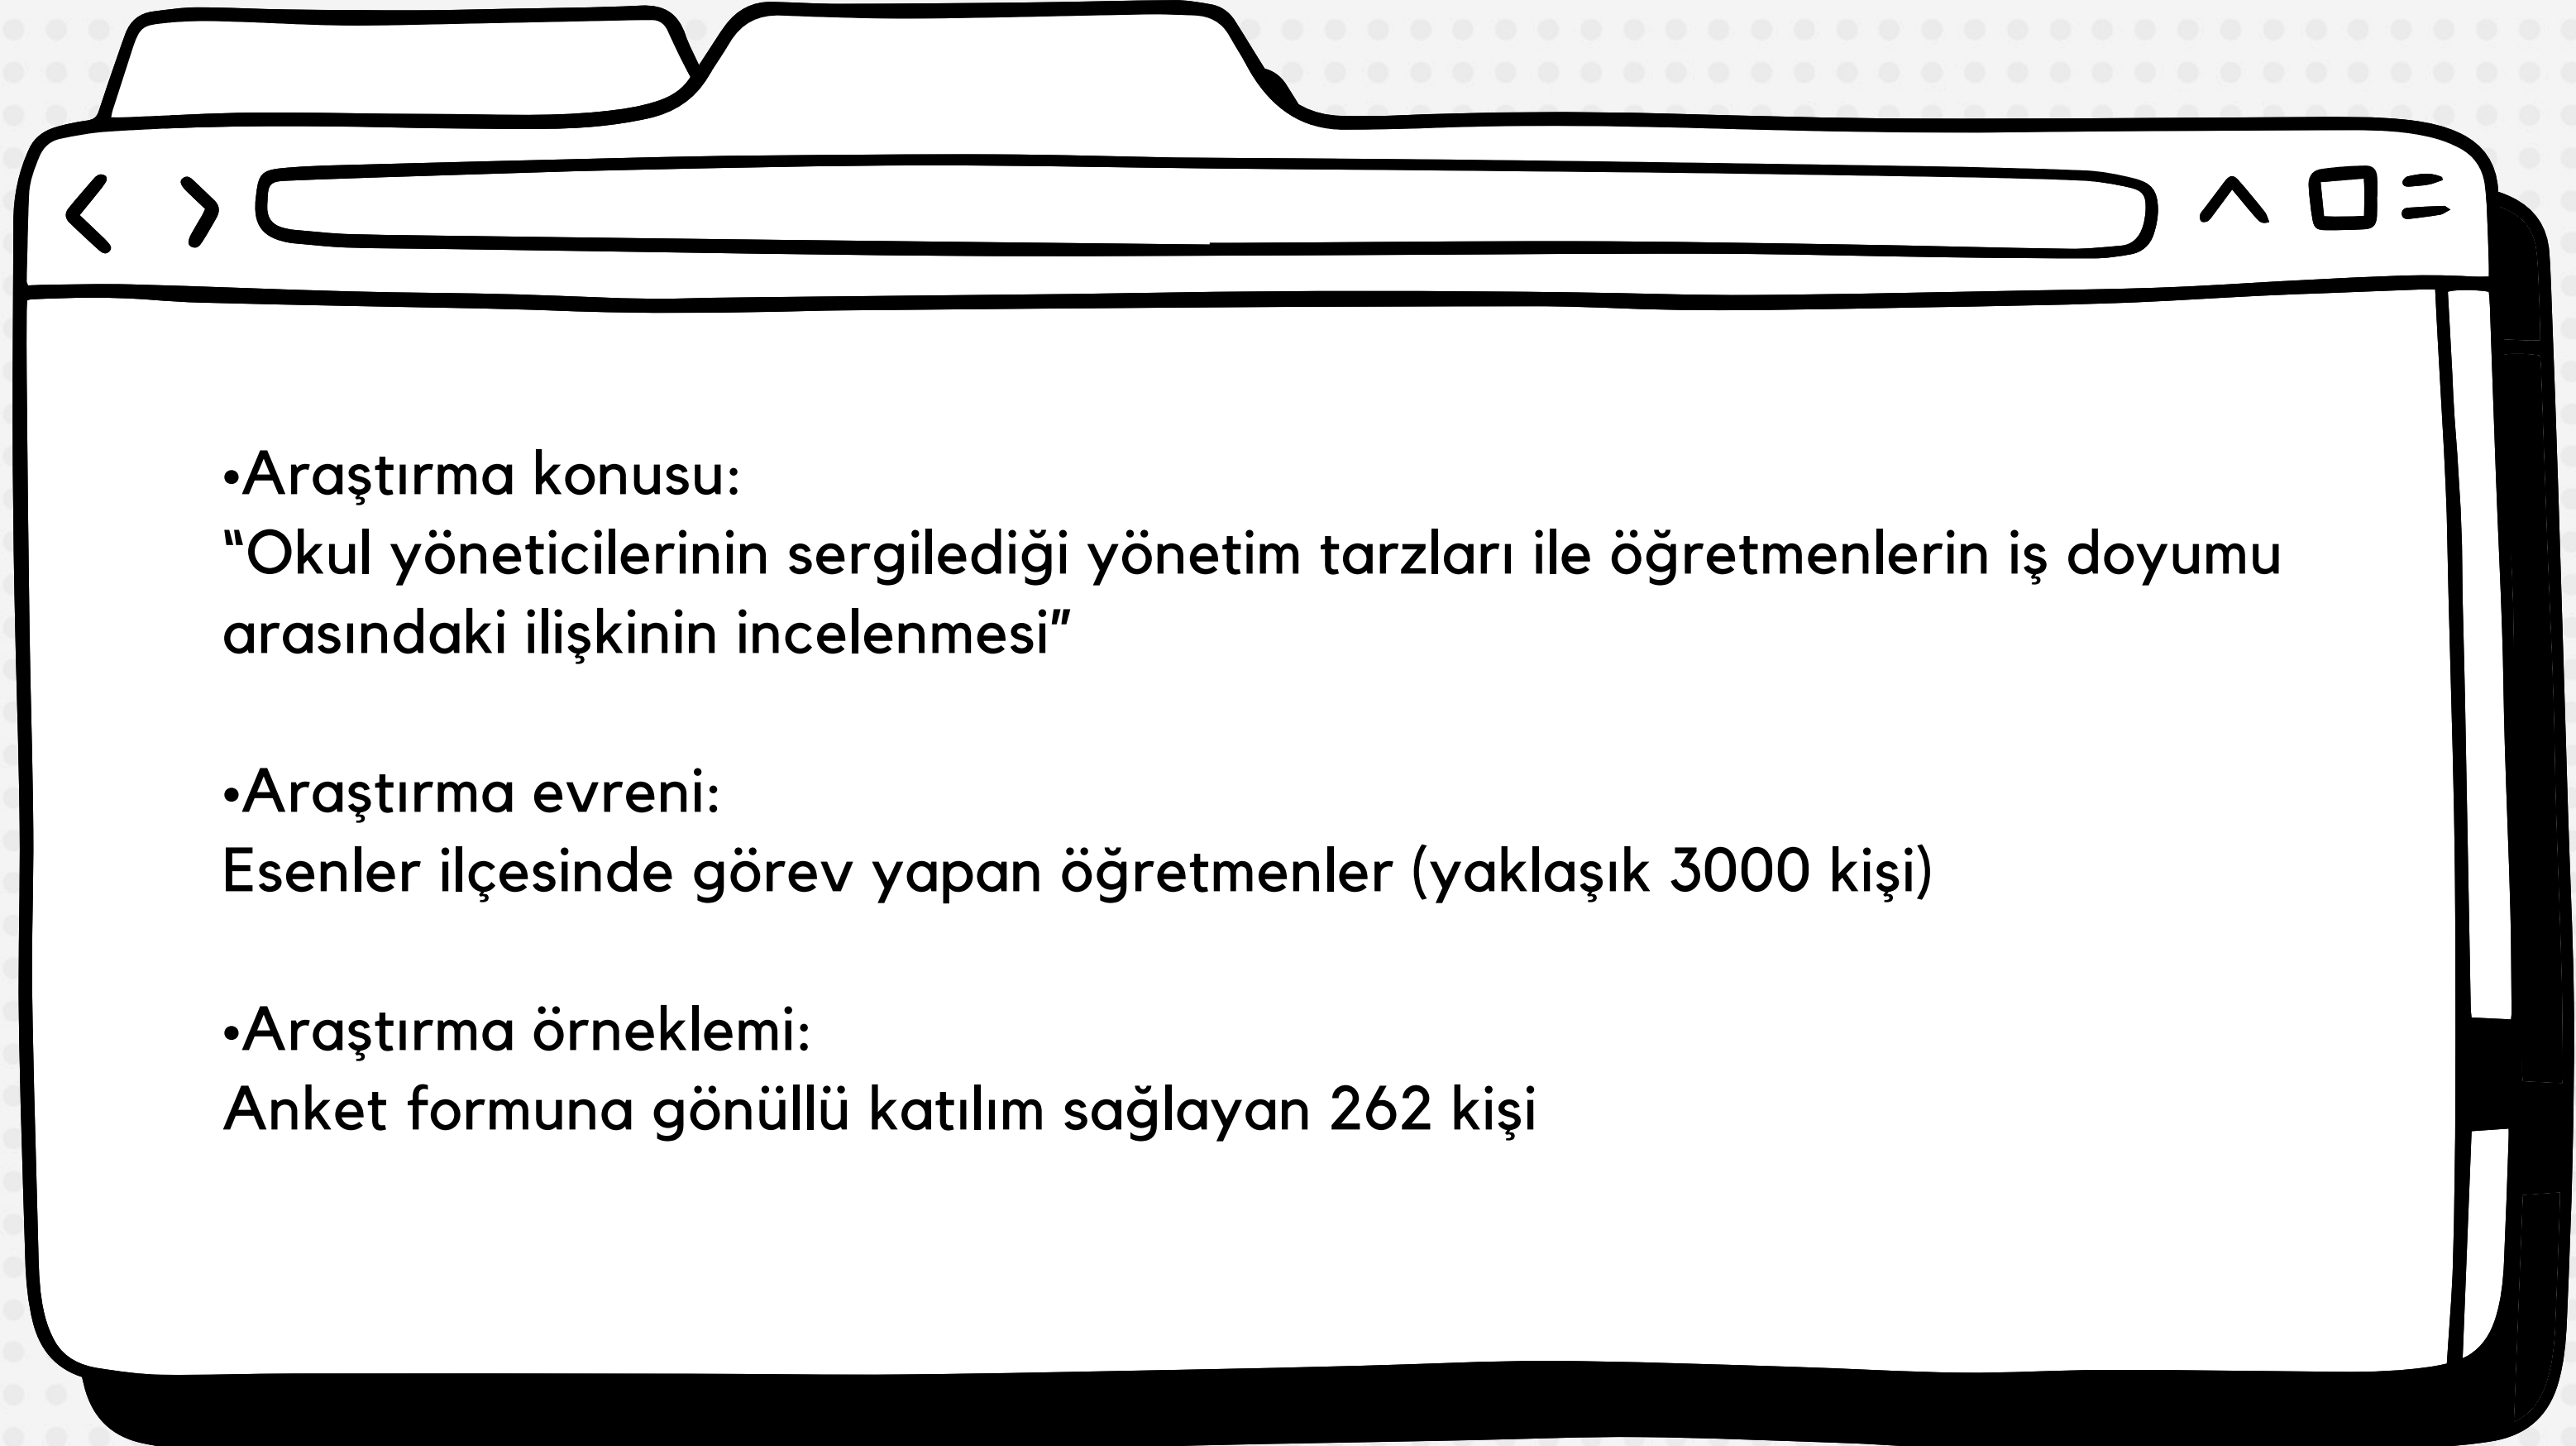 •Araştırma konusu:
“Okul yöneticilerinin sergilediği yönetim tarzları ile öğretmenlerin iş doyumu
arasındaki ilişkinin incelenmesi”
•Araştırma evreni:
Esenler ilçesinde görev yapan öğretmenler (yaklaşık 3000 kişi)
•Araştırma örneklemi:
Anket formuna gönüllü katılım sağlayan 262 kişi